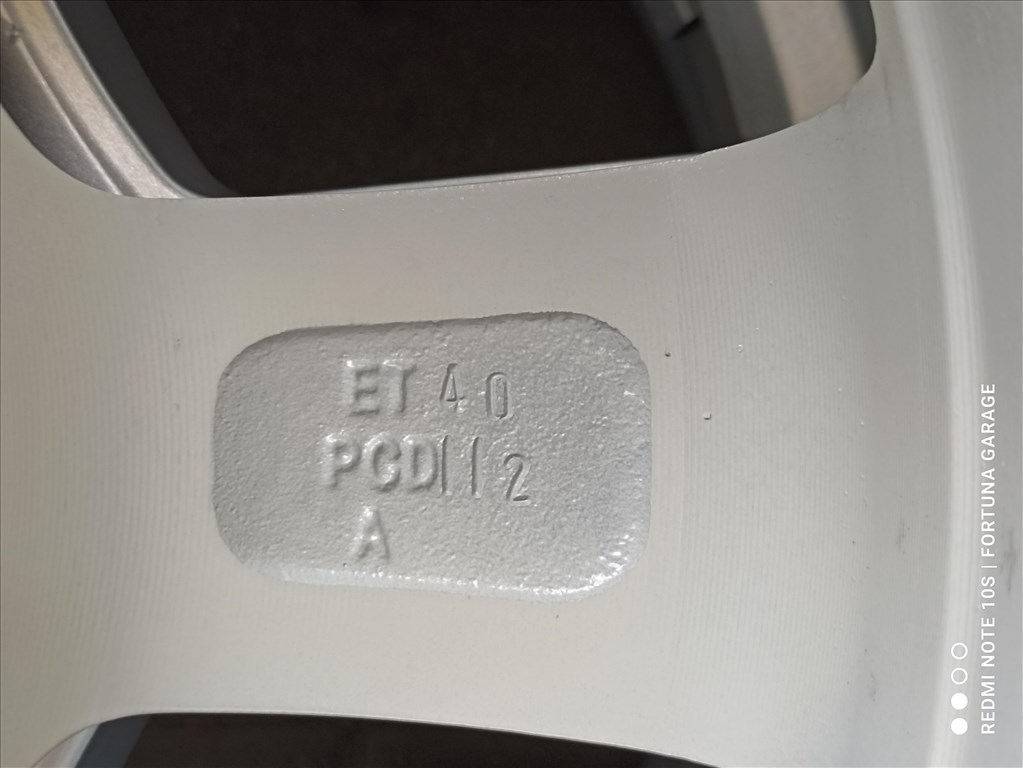 ET 40
PCD112
A
REDMI NOTE 10S | FORTUNA GARAGE